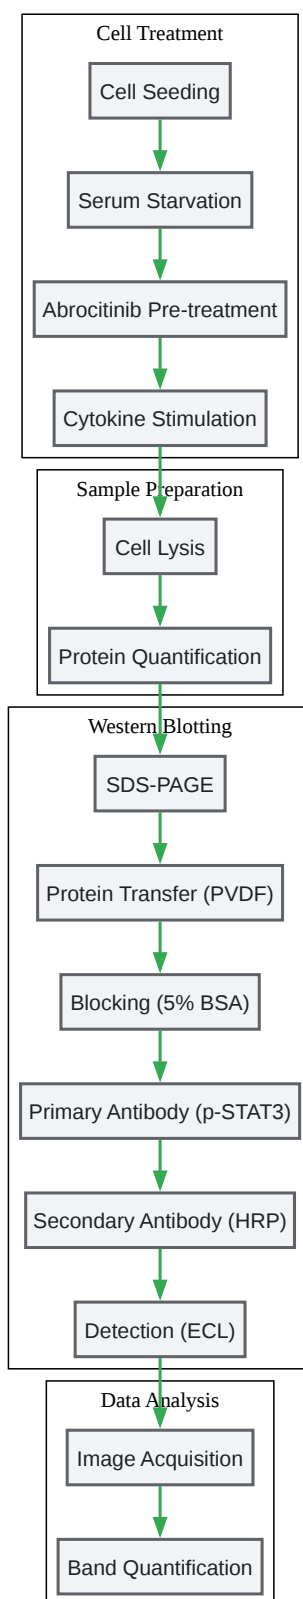 Cell Treatment
Cell Seeding
Serum Starvation
Abrocitinib Pre-treatment
Cytokine Stimulation
Sample Preparation
Cell Lysis
Protein Quantification
Western Blotting
SDS-PAGE
Protein Transfer (PVDF)
Blocking (5% BSA)
Primary Antibody (p-STAT3)
Secondary Antibody (HRP)
Detection (ECL)
Data Analysis
Image Acquisition
Band Quantification